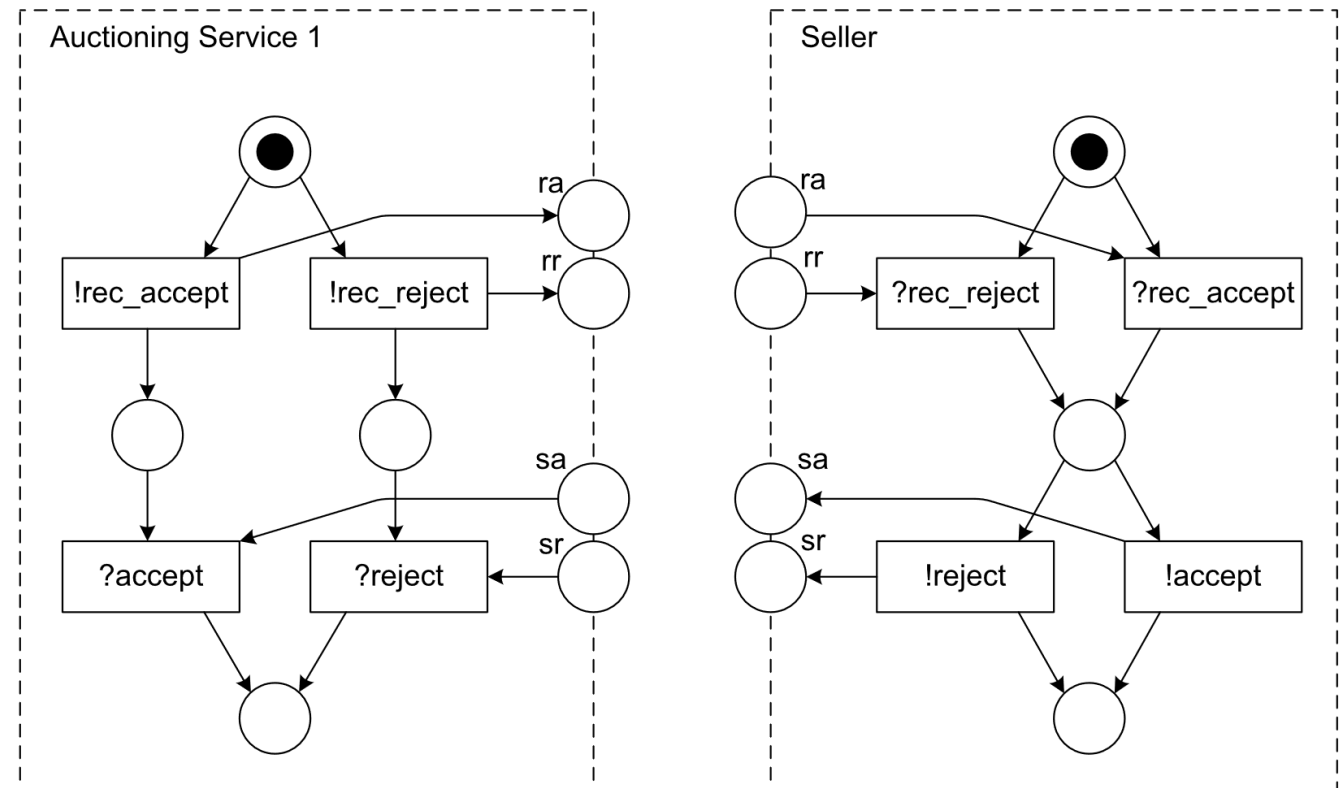 Auctioning Service 1
ra
rr
!rec_accept
!rec_reject
sa
sr
?accept
?reject
Seller
ra
rr
?rec_reject
?rec_accept
sa
sr
!reject
!accept